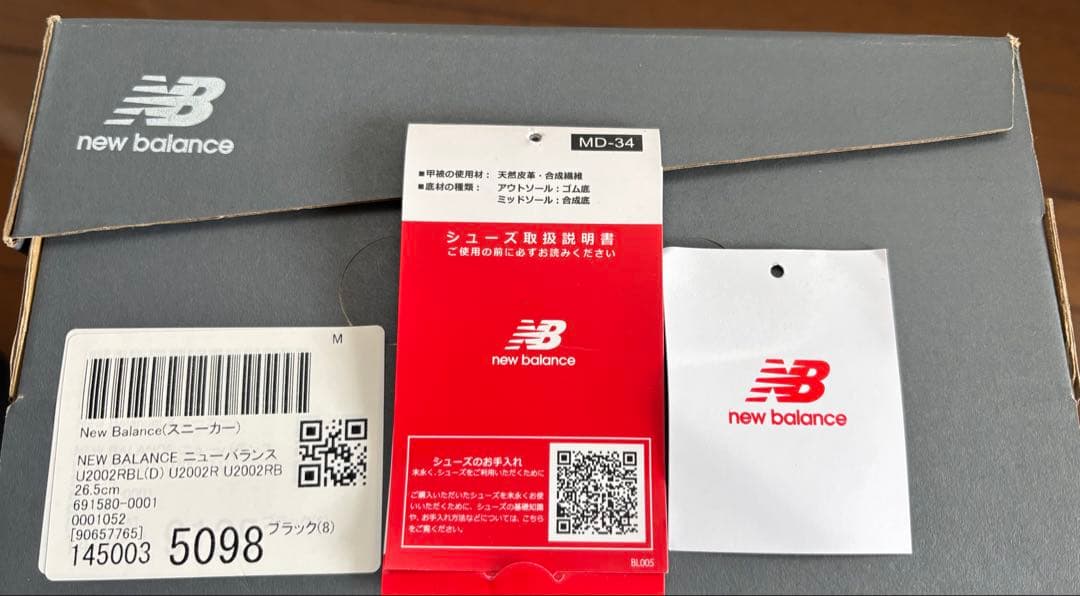 NB
new balance
MD-34
■甲被の使用材： 天然皮革・合成繊維
■底材の種類： アウトソール：ゴム底
ミッドソール：合成底
シューズ取扱説明書
ご使用の前に必ずお読みください
NB
new balance
シューズのお手入れ
末永く、シューズをご利用いただくために
ご購入いただいたシューズを末永くお使
いいただくために、シューズの基礎知識
や、お手入れ方法などについては、こちら
をご覧ください。
BL005
NB
new balance
M
New Balance(スニーカー)
NEW BALANCE ニューバランス
U2002RBL(D) U2002R U2002RB
26.5cm
691580-0001
0001052
[90657765]
ブラック(8)
145003 5098